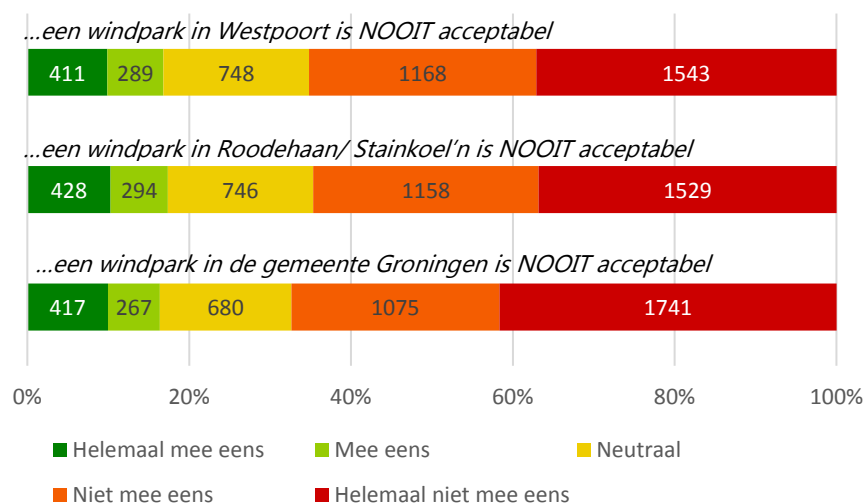 ...een windpark in Westpoort is NOOIT acceptabel
411 289 748 1168 1543
...een windpark in Roodehaan/ Stainkoel'n is NOOIT acceptabel
428 294 746 1158 1529
...een windpark in de gemeente Groningen is NOOIT acceptabel
417 267 680 1075 1741
0% 20% 40% 60% 80% 100%
Helemaal mee eens Mee eens Neutraal
Niet mee eens Helemaal niet mee eens